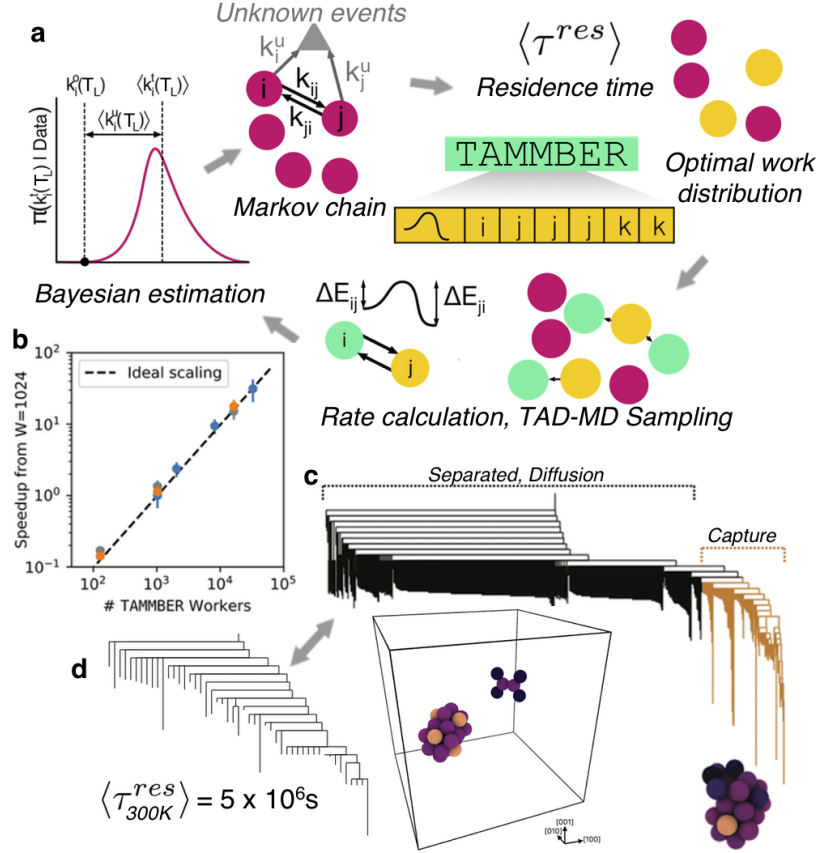 a
Unknown events
k_i^u
k_j^u
i
k_ij
k_ji
j
Markov chain
k_i^o(T_L)
⟨k_i^t(T_L)⟩
⟨k_i^u(T_L)⟩
π(k_i^t(T_L) | Data)
Bayesian estimation
⟨τ^res⟩
Residence time
TAMMBER
i j j j k k
Optimal work
distribution
ΔE_ij
ΔE_ji
i
j
Rate calculation, TAD-MD Sampling
b
Ideal scaling
Speedup from W=1024
10^2
10^1
10^0
10^-1
10^2 10^3 10^4 10^5
# TAMMBER Workers
c
Separated, Diffusion
Capture
d
⟨τ_300K^res⟩ = 5 x 10^6s
[001]
[010]
[100]